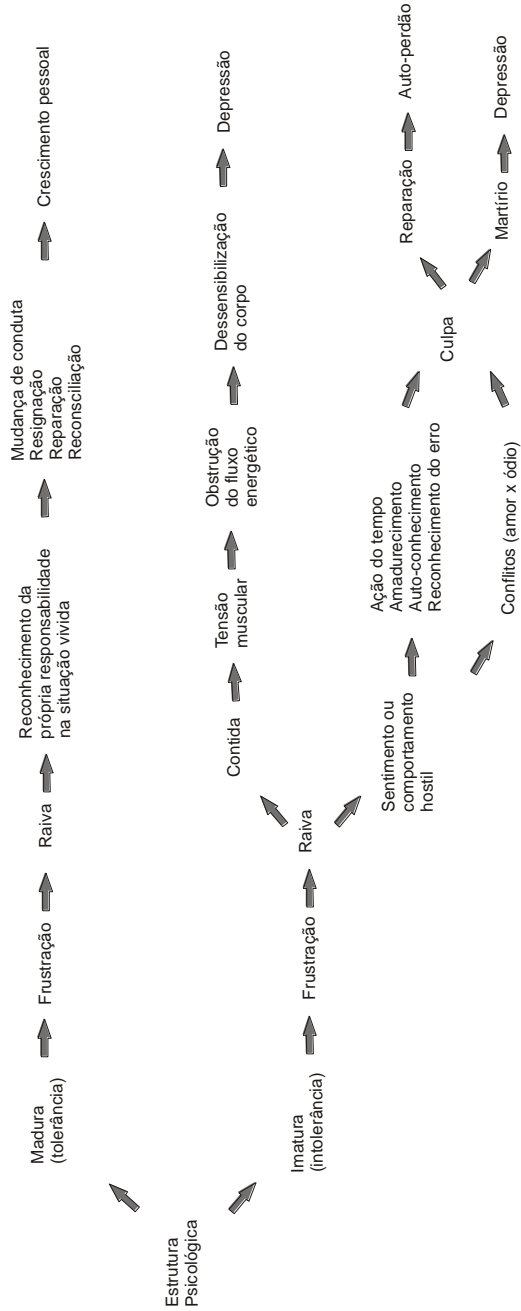 Estrutura
Psicológica
Madura
(tolerância)
Frustração
Raiva
Reconhecimento da
própria responsabilidade
na situação vivida
Mudança de conduta
Resignação
Reparação
Reconsciliação
Crescimento pessoal
Imatura
(intolerância)
Frustração
Raiva
Contida
Tensão
muscular
Obstrução
do fluxo
energético
Dessensibilização
do corpo
Depressão
Sentimento ou
comportamento
hostil
Ação do tempo
Amadurecimento
Auto-conhecimento
Reconhecimento do erro
Conflitos (amor x ódio)
Culpa
Reparação
Auto-perdão
Martírio
Depressão